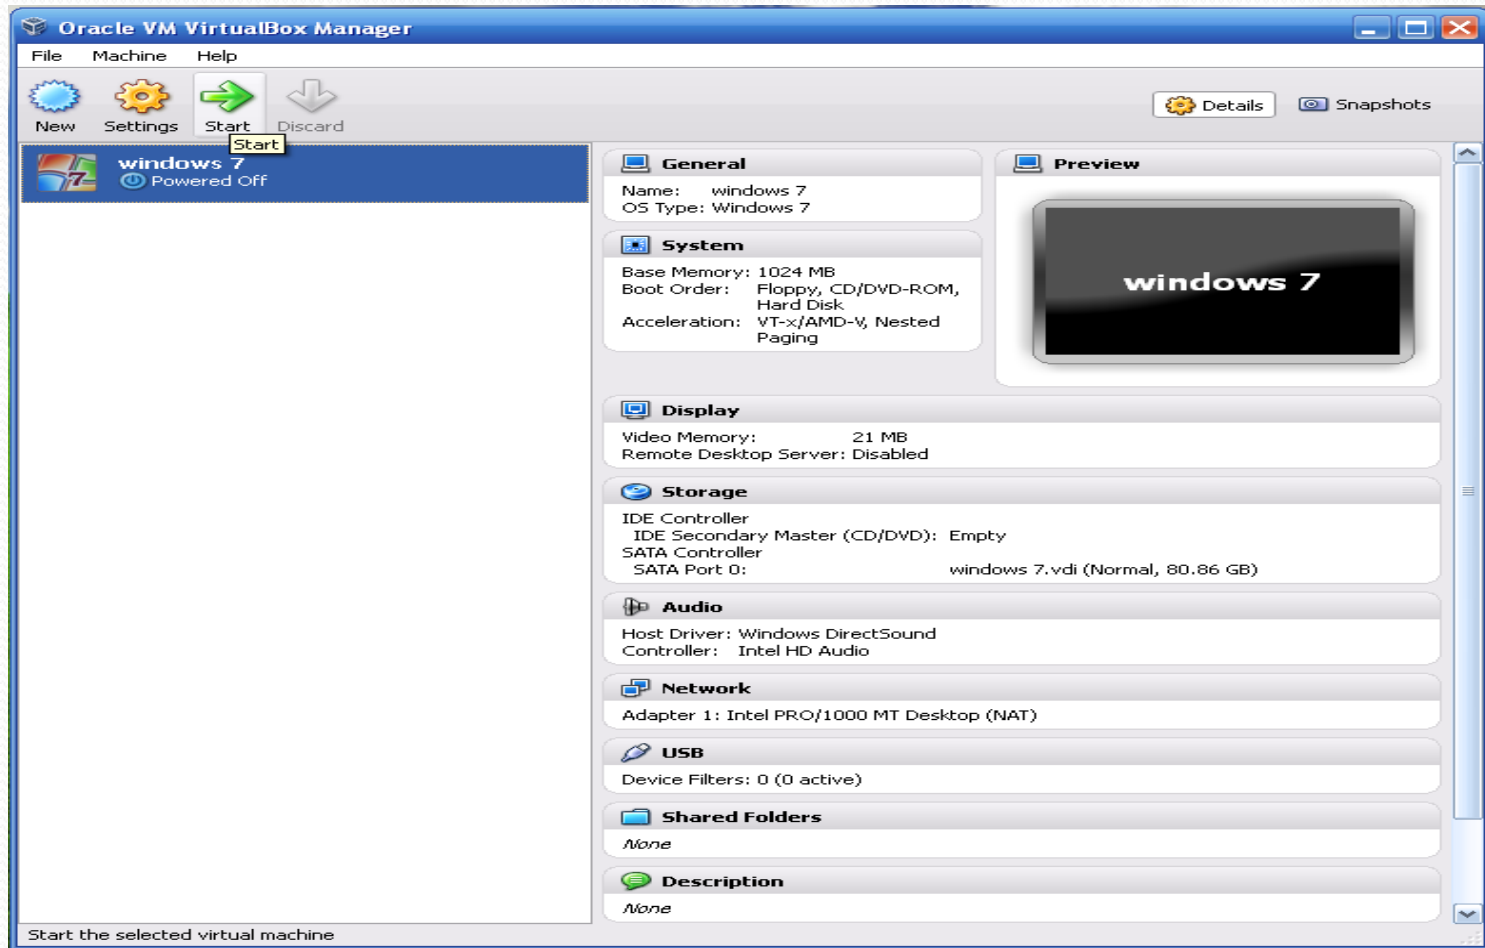 Oracle VM VirtualBox Manager
File Machine Help
New Settings Start Discard
Details Snapshots
Start
windows 7
Powered Off
General
Name: windows 7
OS Type: Windows 7
System
Base Memory: 1024 MB
Boot Order: Floppy, CD/DVD-ROM,
Hard Disk
Acceleration: VT-x/AMD-V, Nested
Paging
Preview
windows 7
Display
Video Memory: 21 MB
Remote Desktop Server: Disabled
Storage
IDE Controller
IDE Secondary Master (CD/DVD): Empty
SATA Controller
SATA Port 0: windows 7.vdi (Normal, 80.86 GB)
Audio
Host Driver: Windows DirectSound
Controller: Intel HD Audio
Network
Adapter 1: Intel PRO/1000 MT Desktop (NAT)
USB
Device Filters: 0 (0 active)
Shared Folders
None
Description
None
Start the selected virtual machine